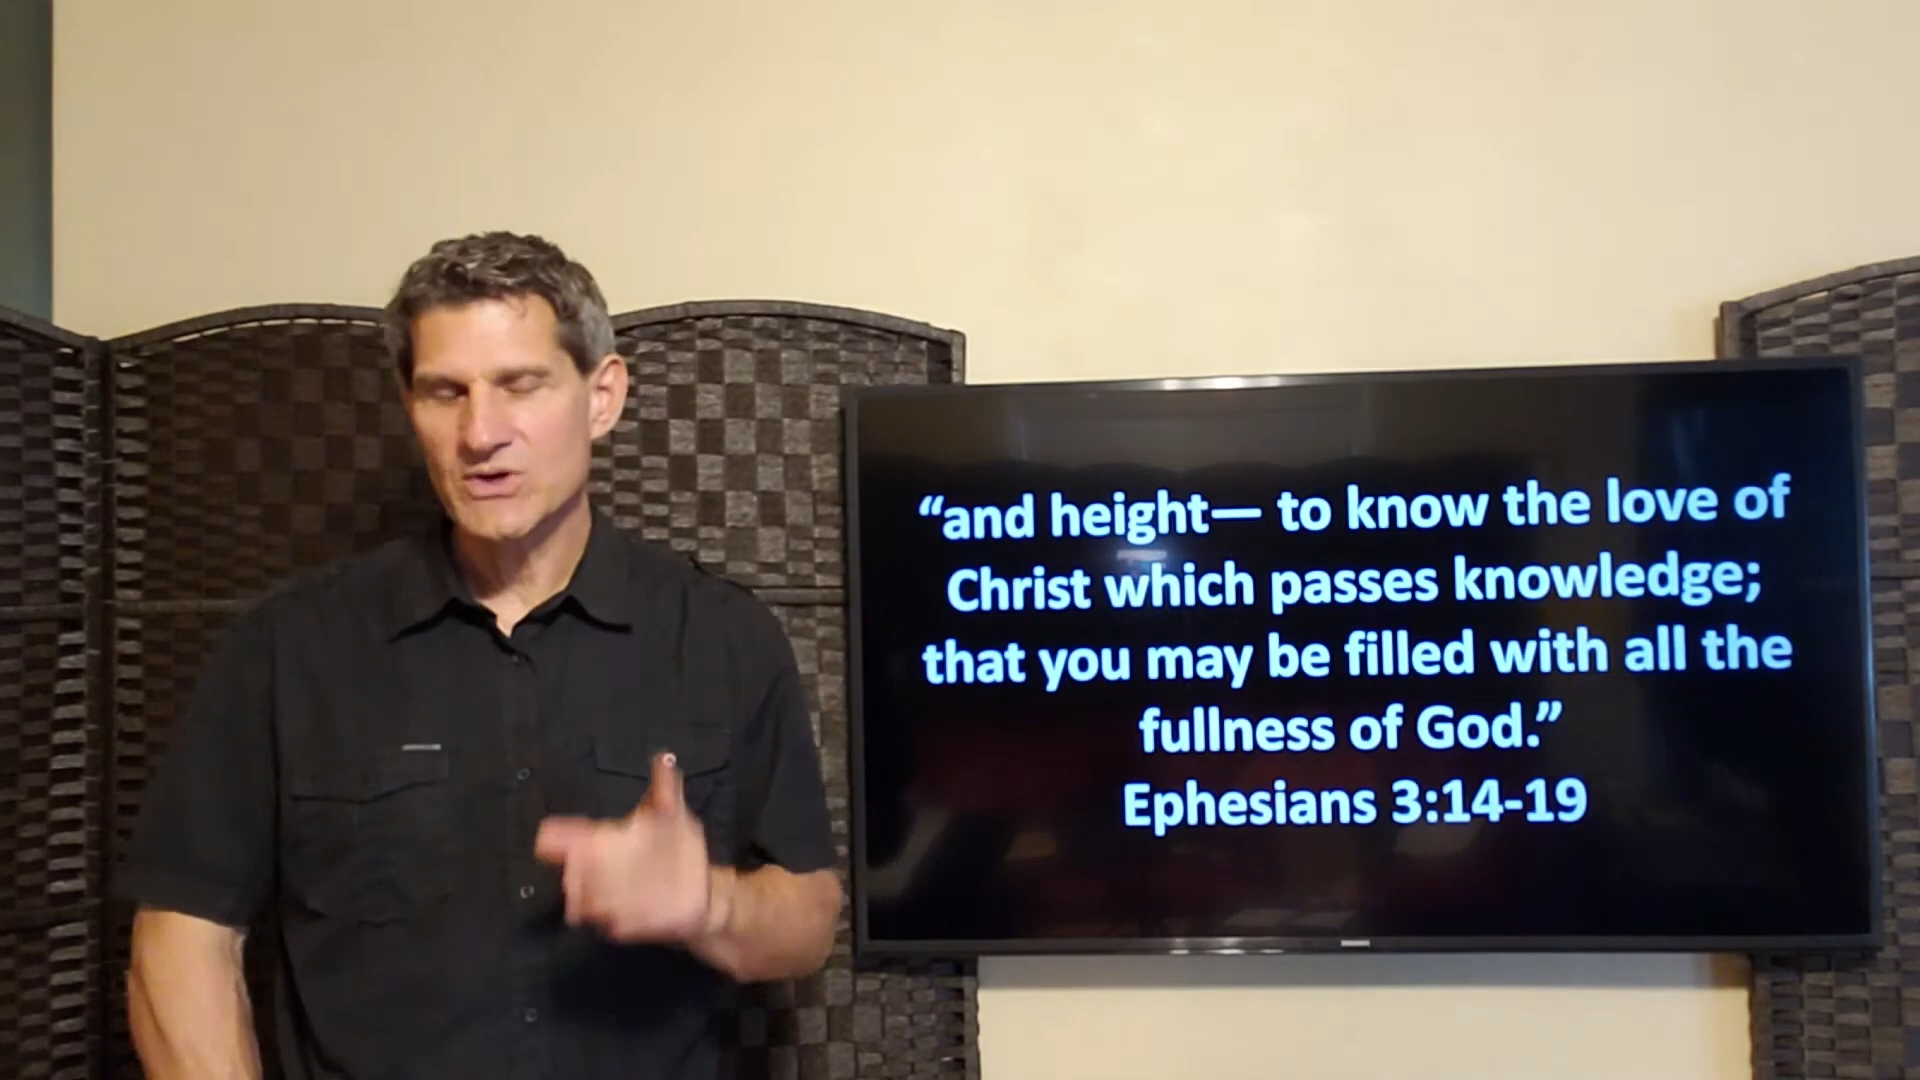 “and height— to know the love of
Christ which passes knowledge;
that you may be filled with all the
fullness of God.”
Ephesians 3:14-19